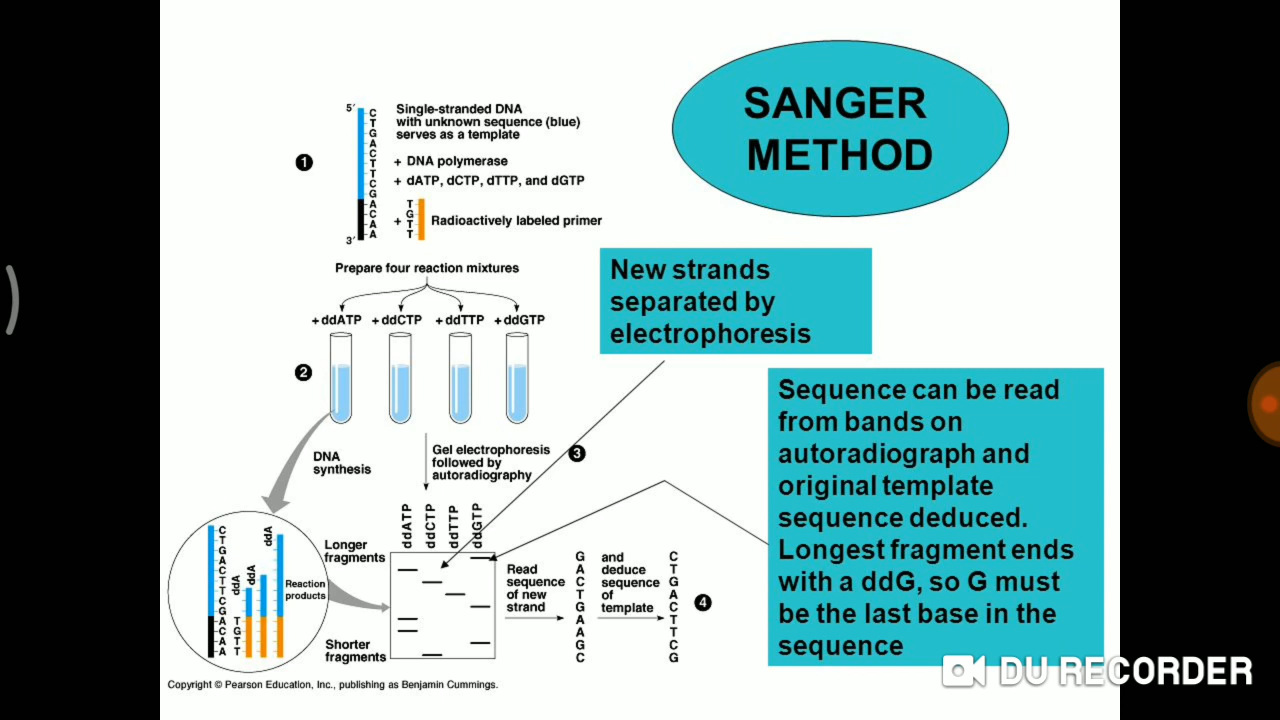 SANGER
METHOD
5′
C
T
G
A
C
T
T
C
G
A
C
A
A
3′
1
Single-stranded DNA
with unknown sequence (blue)
serves as a template
+ DNA polymerase
+ dATP, dCTP, dTTP, and dGTP
+
T
G
T
T
Radioactively labeled primer
Prepare four reaction mixtures
+ddATP +ddCTP +ddTTP +ddGTP
2
New strands
separated by
electrophoresis
DNA
synthesis
Gel electrophoresis
followed by
autoradiography
3
Sequence can be read
from bands on
autoradiograph and
original template
sequence deduced.
Longest fragment ends
with a ddG, so G must
be the last base in the
sequence
ddATP
ddCTP
ddTTP
ddGTP
Longer
fragments
Shorter
fragments
C
T
G
A
C
T
T
C
G
A
C
A
A
ddA
ddA
ddA
T
G
T
T
Reaction
products
Read
sequence
of new
strand
G
A
C
T
G
A
A
G
C
and
deduce
sequence
of
template
C
T
G
A
C
T
T
C
G
4
Copyright © Pearson Education, Inc., publishing as Benjamin Cummings.
DU RECORDER